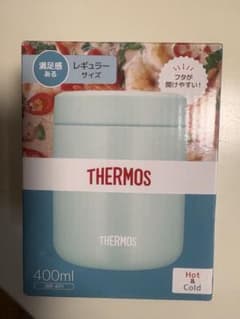 満足感
ある
レギュラー
サイズ
フタが
開けやすい!
THERMOS
THERMOS
400ml
Hot
&
Cold